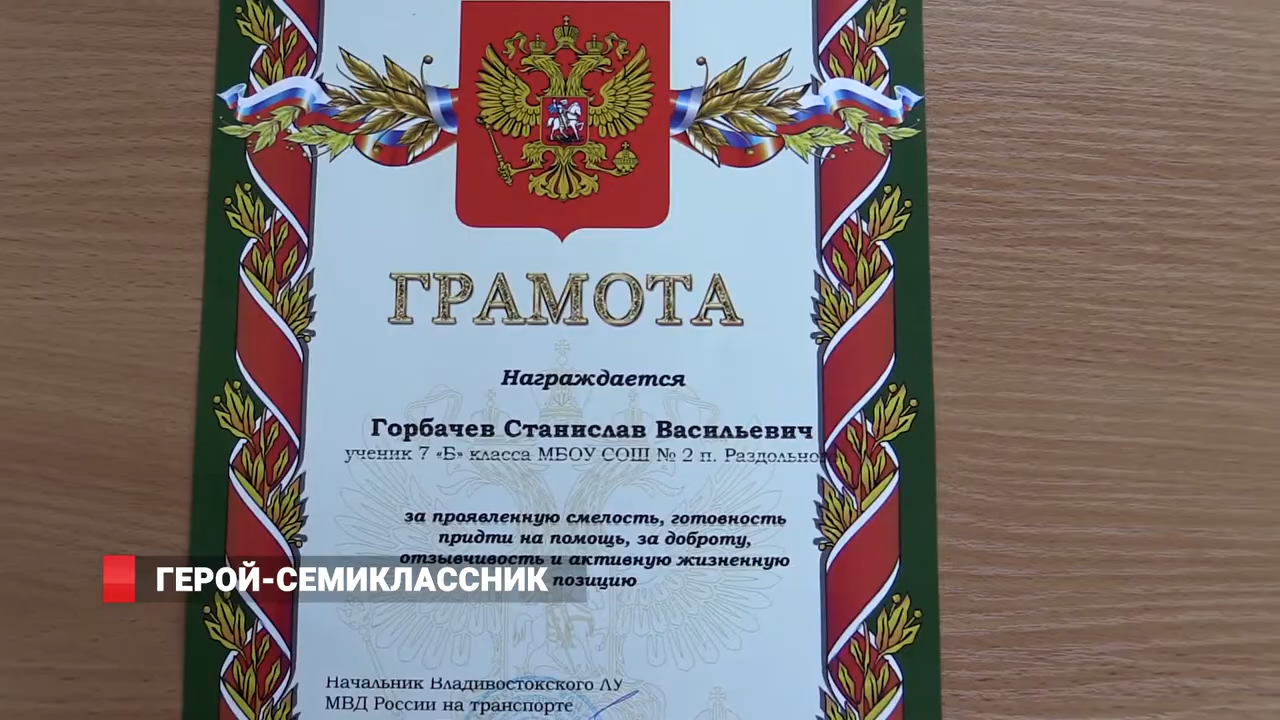 ГРАМОТА
Награждается
Горбачев Станислав Васильевич
ученик 7 «Б» класса МБОУ СОШ № 2 п. Раздольное
за проявленную смелость, готовность
придти на помощь, за доброту,
отзывчивость и активную жизненную
позицию
ГЕРОЙ-СЕМИКЛАССНИК
Начальник Владивостокского ЛУ
МВД России на транспорте